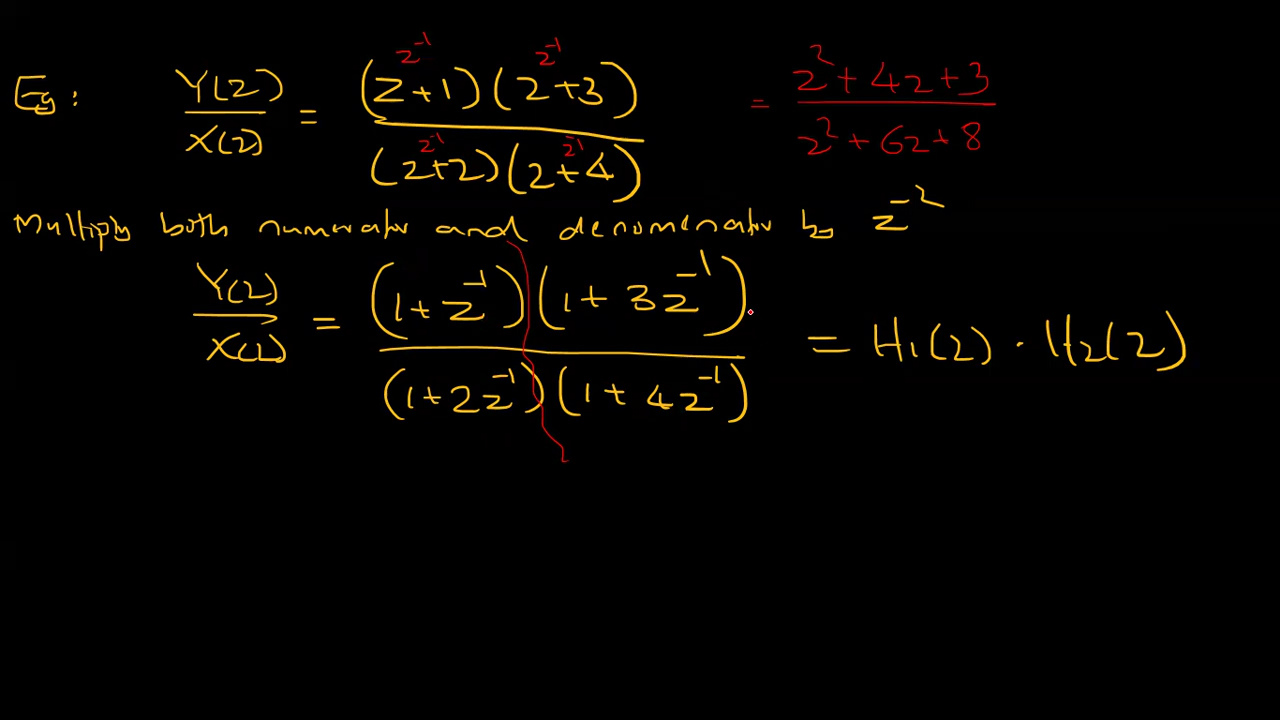 Eg: Y(z)/X(z) = (z+1)(z+3) / (z+2)(z+4) = z² + 4z + 3 / z² + 6z + 8
z⁻¹ z⁻¹
z⁻¹ z⁻¹
Multiply both numerator and denomenator by z⁻²
Y(z)/X(z) = (1 + z⁻¹)(1 + 3z⁻¹) / (1 + 2z⁻¹)(1 + 4z⁻¹) = H₁(z) · H₂(z)